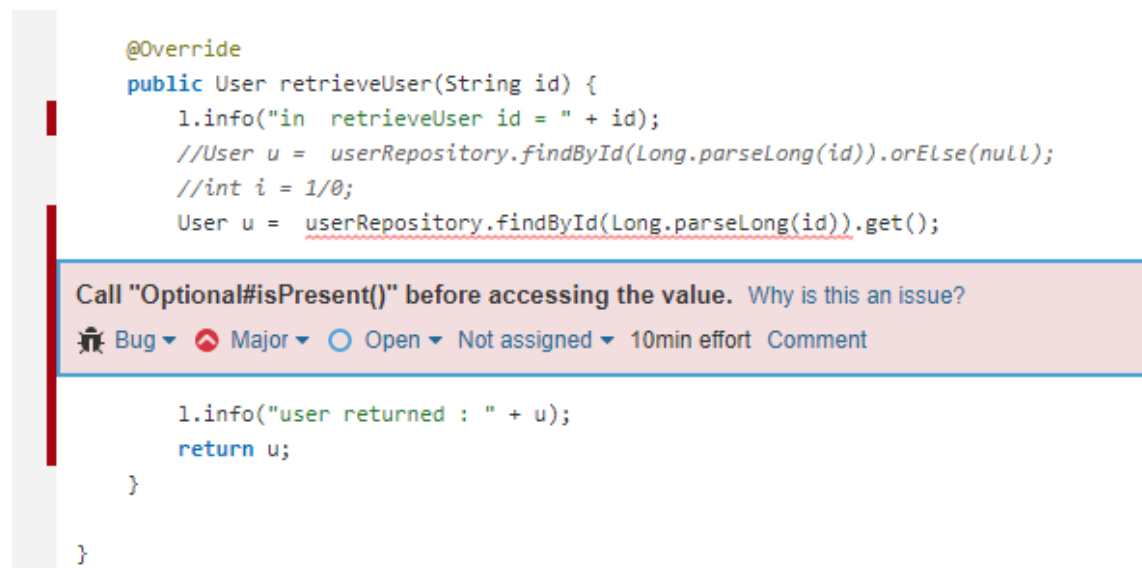 @Override
public User retrieveUser(String id) {
l.info("in  retrieveUser id = " + id);
//User u =  userRepository.findById(Long.parseLong(id)).orElse(null);
//int i = 1/0;
User u =  userRepository.findById(Long.parseLong(id)).get();
Call "Optional#isPresent()" before accessing the value. Why is this an issue?
Bug Major Open Not assigned 10min effort Comment
l.info("user returned : " + u);
return u;
}
}